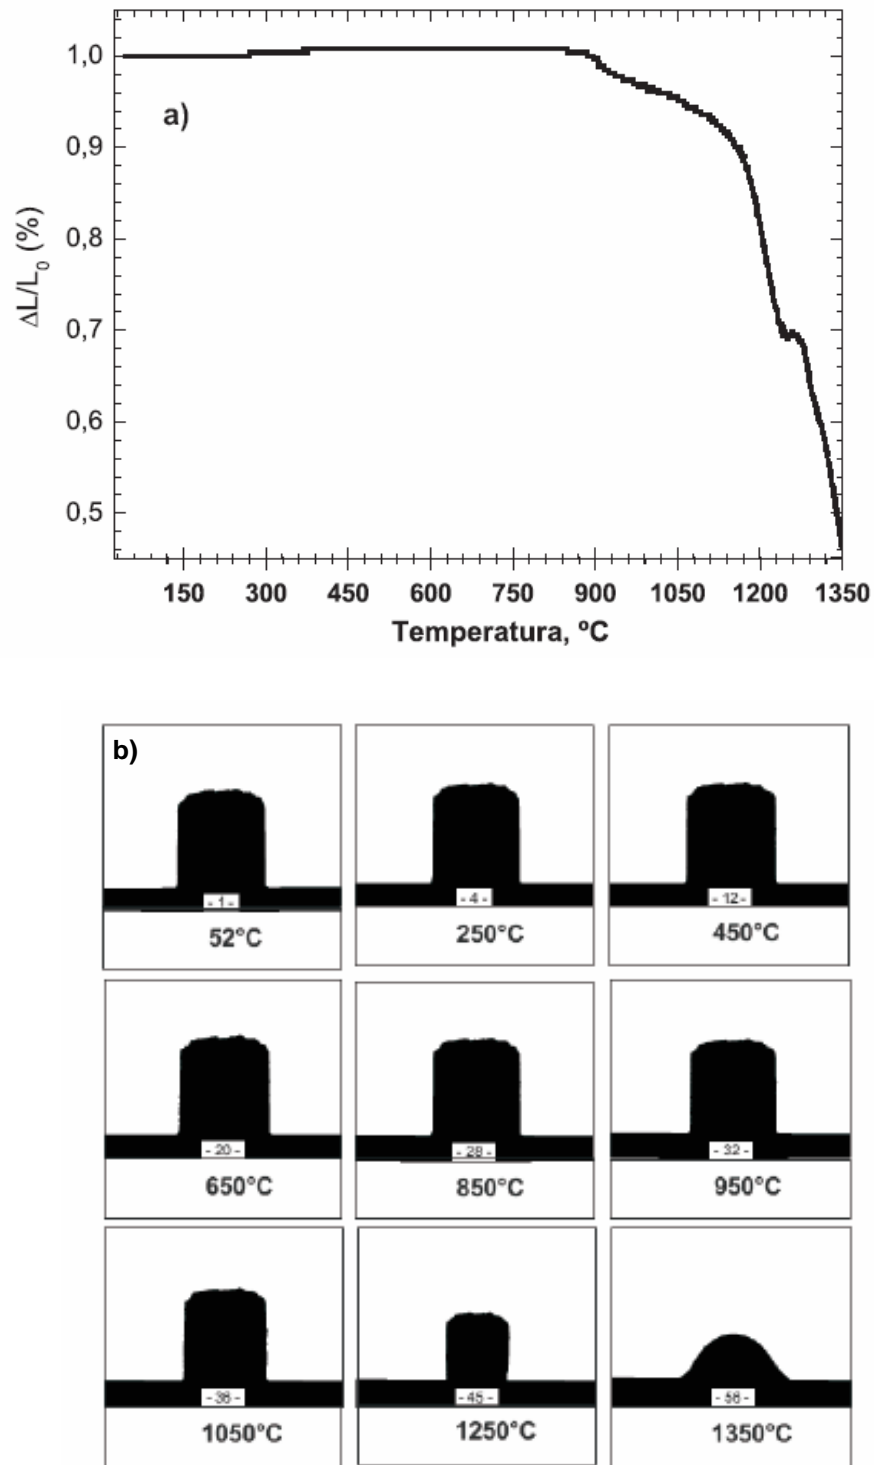 1,0
a)
0,9
0,8
0,7
0,6
0,5
ΔL/L₀ (%)
150 300 450 600 750 900 1050 1200 1350
Temperatura, ºC
b)
- 1 - - 4 - - 12 -
52°C 250°C 450°C
- 20 - - 28 - - 32 -
650°C 850°C 950°C
- 45 - - 58 -
1050°C 1250°C 1350°C